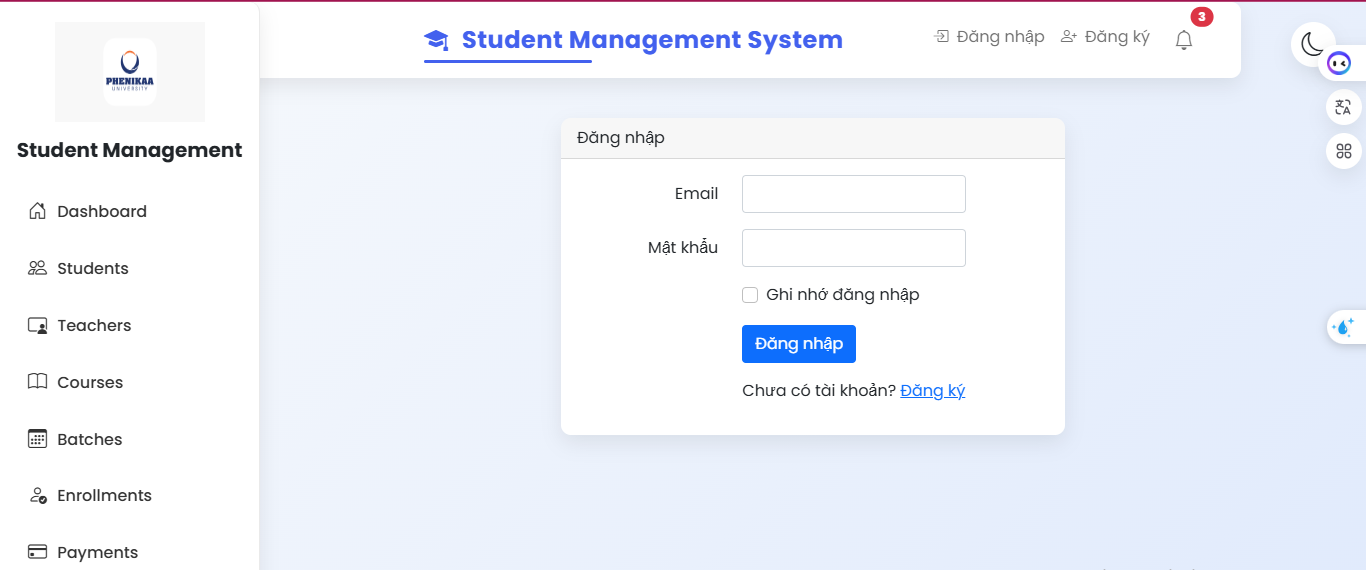 PHENIKAA
UNIVERSITY
Student Management
Dashboard
Students
Teachers
Courses
Batches
Enrollments
Payments
Student Management System
Đăng nhập
Đăng ký
3
Đăng nhập
Email
Mật khẩu
Ghi nhớ đăng nhập
Đăng nhập
Chưa có tài khoản? Đăng ký